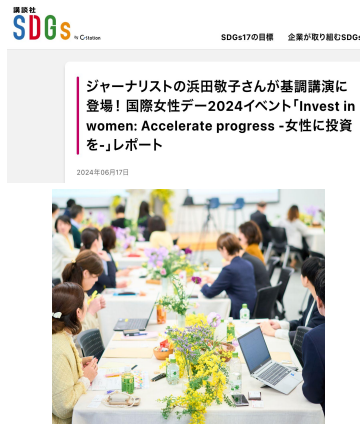 講談社
SDGs by C-Station
SDGs17の目標 企業が取り組むSDGs
ジャーナリストの浜田敬子さんが基調講演に
登場！ 国際女性デー2024イベント「Invest in
women: Accelerate progress -女性に投資
を-」レポート
2024年06月17日